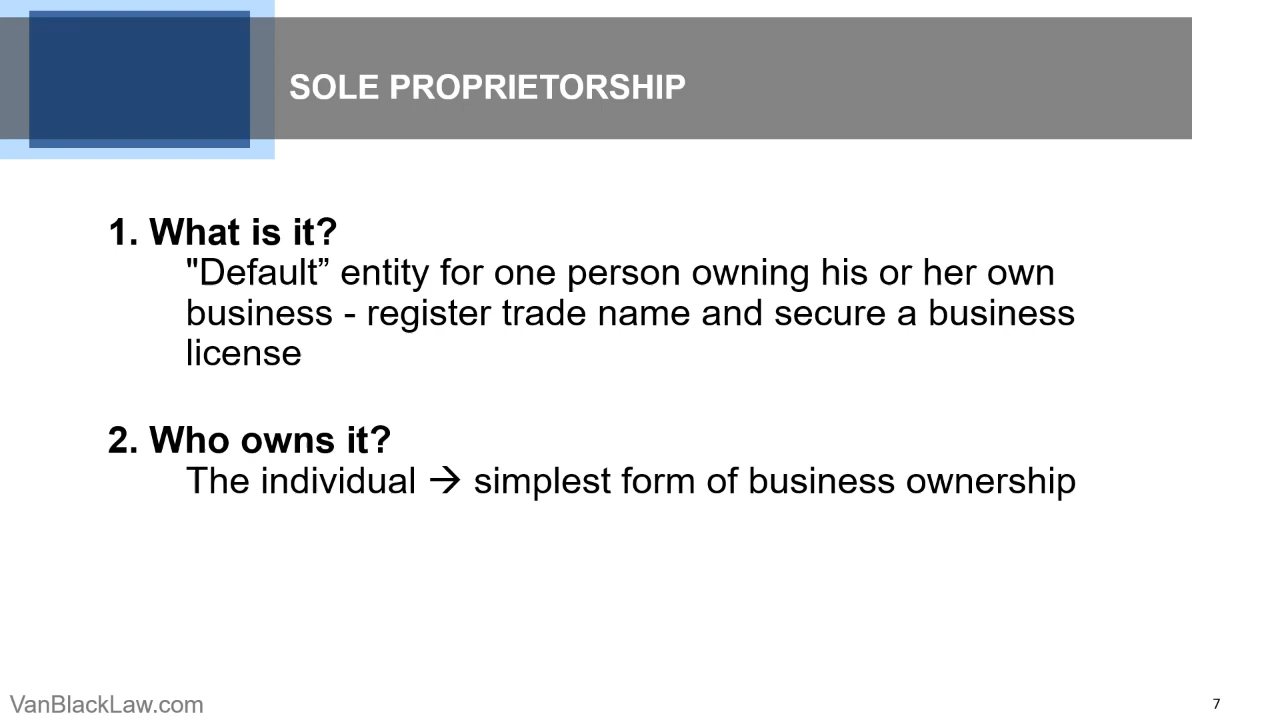 SOLE PROPRIETORSHIP
1. What is it?
"Default” entity for one person owning his or her own
business - register trade name and secure a business
license
2. Who owns it?
The individual → simplest form of business ownership
VanBlackLaw.com
7